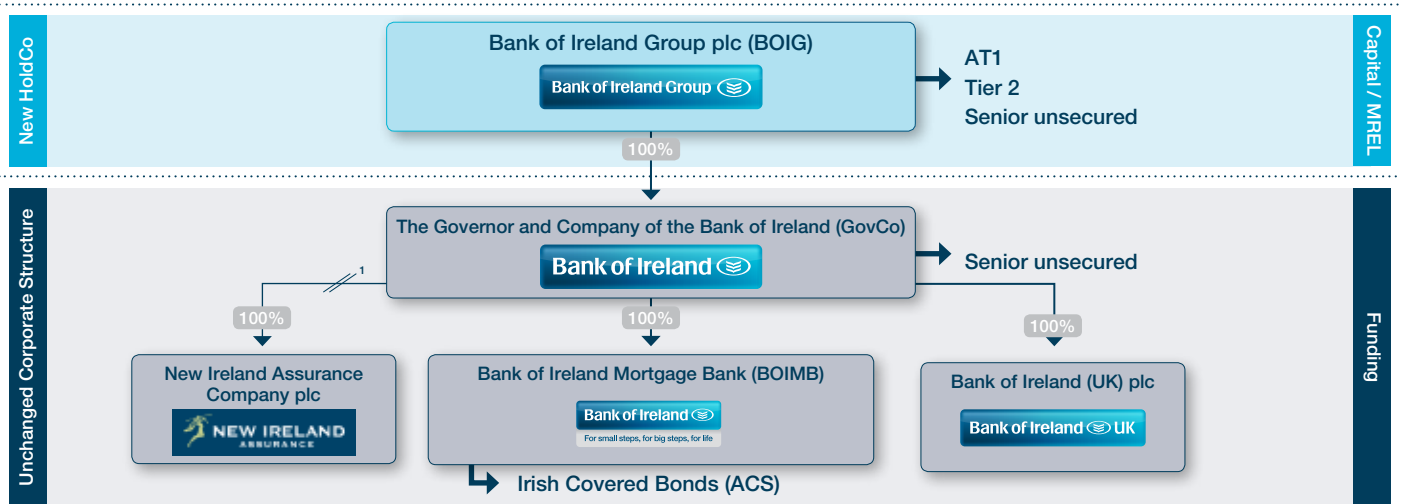 New HoldCo
Bank of Ireland Group plc (BOIG)
Bank of Ireland Group
AT1
Tier 2
Senior unsecured
Capital / MREL
100%
Unchanged Corporate Structure
The Governor and Company of the Bank of Ireland (GovCo)
Bank of Ireland
Senior unsecured
Funding
1
100%
100%
100%
New Ireland Assurance
Company plc
NEW IRELAND
ASSURANCE
Bank of Ireland Mortgage Bank (BOIMB)
Bank of Ireland
For small steps, for big steps, for life
Bank of Ireland (UK) plc
Bank of Ireland UK
Irish Covered Bonds (ACS)